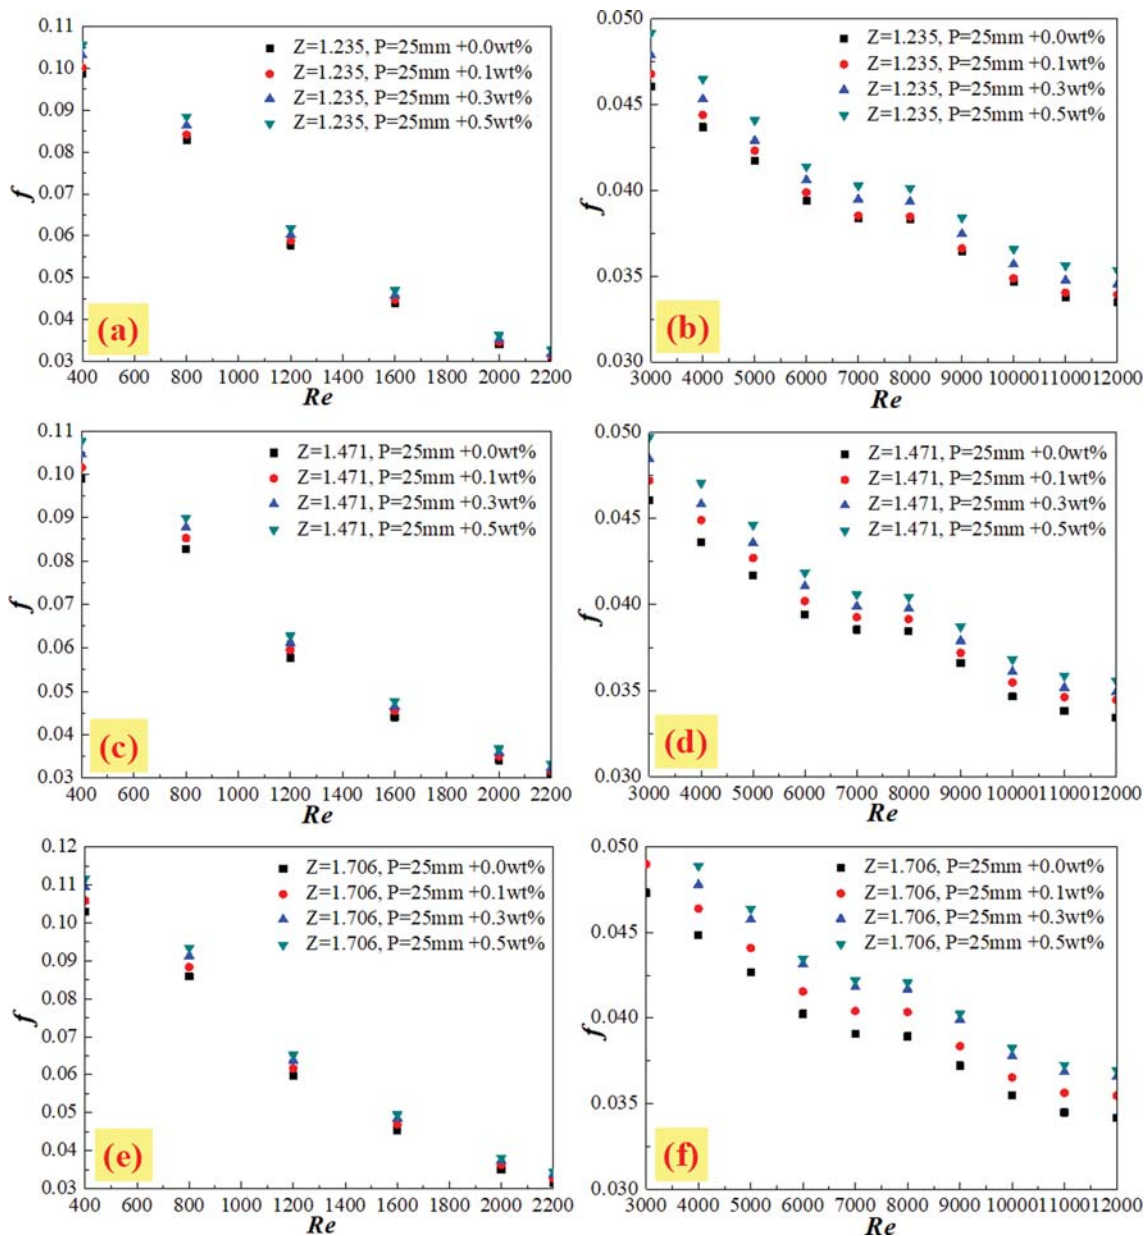 0.11
0.10
0.09
0.08
0.07
0.06
0.05
0.04
0.03
f
Z=1.235, P=25mm +0.0wt%
Z=1.235, P=25mm +0.1wt%
Z=1.235, P=25mm +0.3wt%
Z=1.235, P=25mm +0.5wt%
(a)
400 600 800 1000 1200 1400 1600 1800 2000 2200
Re
0.050
0.045
0.040
0.035
0.030
f
Z=1.235, P=25mm +0.0wt%
Z=1.235, P=25mm +0.1wt%
Z=1.235, P=25mm +0.3wt%
Z=1.235, P=25mm +0.5wt%
(b)
3000 4000 5000 6000 7000 8000 9000 10000 11000 12000
Re
0.11
0.10
0.09
0.08
0.07
0.06
0.05
0.04
0.03
f
Z=1.471, P=25mm +0.0wt%
Z=1.471, P=25mm +0.1wt%
Z=1.471, P=25mm +0.3wt%
Z=1.471, P=25mm +0.5wt%
(c)
400 600 800 1000 1200 1400 1600 1800 2000 2200
Re
0.050
0.045
0.040
0.035
0.030
f
Z=1.471, P=25mm +0.0wt%
Z=1.471, P=25mm +0.1wt%
Z=1.471, P=25mm +0.3wt%
Z=1.471, P=25mm +0.5wt%
(d)
3000 4000 5000 6000 7000 8000 9000 10000 11000 12000
Re
0.12
0.11
0.10
0.09
0.08
0.07
0.06
0.05
0.04
0.03
f
Z=1.706, P=25mm +0.0wt%
Z=1.706, P=25mm +0.1wt%
Z=1.706, P=25mm +0.3wt%
Z=1.706, P=25mm +0.5wt%
(e)
400 600 800 1000 1200 1400 1600 1800 2000 2200
Re
0.050
0.045
0.040
0.035
0.030
f
Z=1.706, P=25mm +0.0wt%
Z=1.706, P=25mm +0.1wt%
Z=1.706, P=25mm +0.3wt%
Z=1.706, P=25mm +0.5wt%
(f)
3000 4000 5000 6000 7000 8000 9000 10000 11000 12000
Re